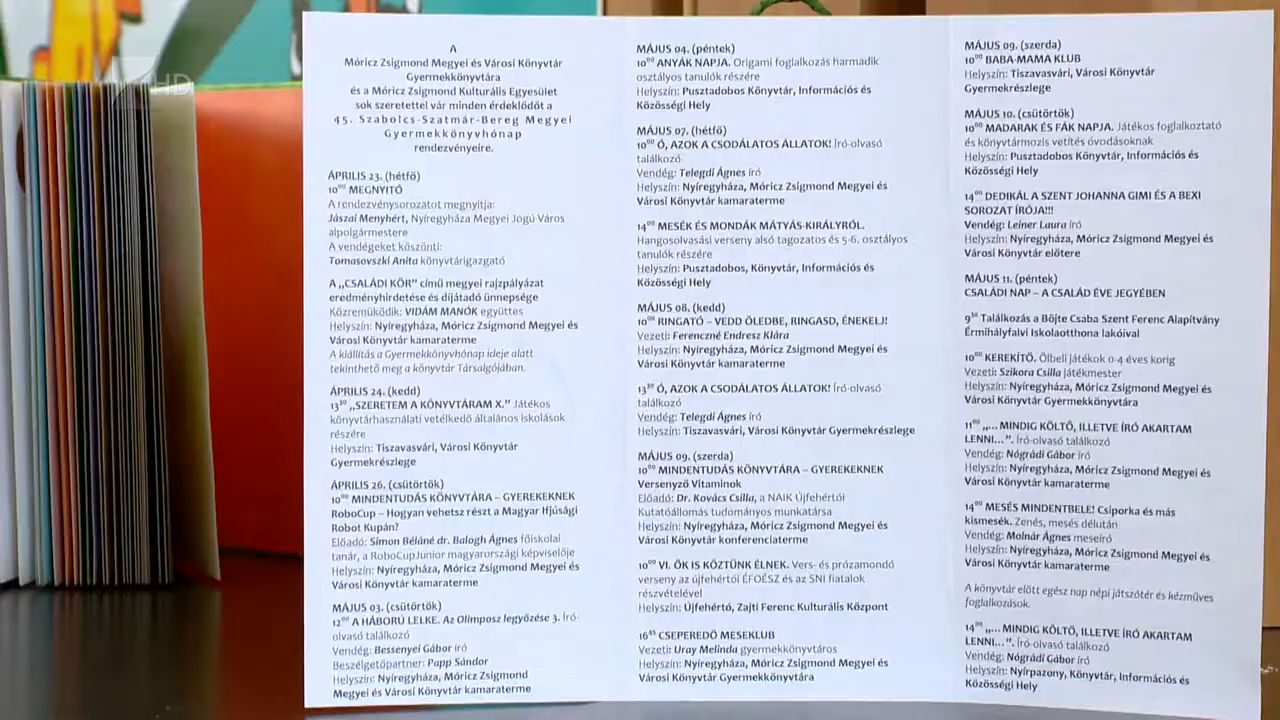 HD
A
Móricz Zsigmond Megyei és Városi Könyvtár
Gyermekkönyvtára
és a Móricz Zsigmond Kulturális Egyesület
sok szeretettel vár minden érdeklődőt a
45. Szabolcs-Szatmár-Bereg Megyei
Gyermekkönyvhónap
rendezvényeire.
ÁPRILIS 23. (hétfő)
10⁰⁰ MEGNYITÓ
A rendezvénysorozatot megnyitja:
Jászai Menyhért, Nyíregyháza Megyei Jogú Város
alpolgármestere
A vendégeket köszönti:
Tomasovszki Anita könyvtárigazgató
A „CSALÁDI KÖR” című megyei rajzpályázat
eredményhirdetése és díjátadó ünnepsége
Közreműködik: VIDÁM MANÓK együttes
Helyszín: Nyíregyháza, Móricz Zsigmond Megyei és
Városi Könyvtár kamaraterme
A kiállítás a Gyermekkönyvhónap ideje alatt
tekinthető meg a könyvtár Társalgójában.
ÁPRILIS 24. (kedd)
13³⁰ „SZERETEM A KÖNYVTÁRAM X.” Játékos
könyvtárhasználati vetélkedő általános iskolások
részére
Helyszín: Tiszavasvári, Városi Könyvtár
Gyermekrészlege
ÁPRILIS 26. (csütörtök)
10⁰⁰ MINDENTUDÁS KÖNYVTÁRA – GYEREKEKNEK
RoboCup – Hogyan vehetsz részt a Magyar Ifjúsági
Robot Kupán?
Előadó: Simon Béláné dr. Balogh Ágnes főiskolai
tanár, a RoboCupJunior magyarországi képviselője
Helyszín: Nyíregyháza, Móricz Zsigmond Megyei és
Városi Könyvtár kamaraterme
MÁJUS 03. (csütörtök)
12⁰⁰ A HÁBORÚ LELKE. Az Olimposz legyőzése 3. Író-
olvasó találkozó
Vendég: Bessenyei Gábor író
Beszélgetőpartner: Papp Sándor
Helyszín: Nyíregyháza, Móricz Zsigmond
Megyei és Városi Könyvtár kamaraterme
MÁJUS 04. (péntek)
10⁰⁰ ANYÁK NAPJA. Origami foglalkozás harmadik
osztályos tanulók részére
Helyszín: Pusztadobos Könyvtár, Információs és
Közösségi Hely
MÁJUS 07. (hétfő)
10⁰⁰ Ó, AZOK A CSODÁLATOS ÁLLATOK! Író-olvasó
találkozó
Vendég: Telegdi Ágnes író
Helyszín: Nyíregyháza, Móricz Zsigmond Megyei és
Városi Könyvtár kamaraterme
14⁰⁰ MESÉK ÉS MONDÁK MÁTYÁS-KIRÁLYRÓL.
Hangosolvasási verseny alsó tagozatos és 5-6. osztályos
tanulók részére
Helyszín: Pusztadobos, Könyvtár, Információs és
Közösségi Hely
MÁJUS 08. (kedd)
10⁰⁰ RINGATÓ – VEDD ÖLEDBE, RINGASD, ÉNEKELJ!
Vezeti: Ferenczné Endresz Klára
Helyszín: Nyíregyháza, Móricz Zsigmond Megyei és
Városi Könyvtár kamaraterme
13³⁰ Ó, AZOK A CSODÁLATOS ÁLLATOK! Író-olvasó
találkozó
Vendég: Telegdi Ágnes író
Helyszín: Tiszavasvári, Városi Könyvtár Gyermekrészlege
MÁJUS 09. (szerda)
10⁰⁰ MINDENTUDÁS KÖNYVTÁRA – GYEREKEKNEK
Versenyző Vitaminok
Előadó: Dr. Kovács Csilla, a NAIK Újfehértói
Kutatóállomás tudományos munkatársa
Helyszín: Nyíregyháza, Móricz Zsigmond Megyei és
Városi Könyvtár konferenciaterme
10⁰⁰ VI. ŐK IS KÖZTÜNK ÉLNEK. Vers- és prózamondó
verseny az újfehértói ÉFOÉSZ és az SNI fiatalok
részvételével
Helyszín: Újfehértó, Zajti Ferenc Kulturális Központ
16⁴⁵ CSEPEREDŐ MESEKLUB
Vezeti: Uray Melinda gyermekkönyvtáros
Helyszín: Nyíregyháza, Móricz Zsigmond Megyei és
Városi Könyvtár Gyermekkönyvtára
MÁJUS 09. (szerda)
10⁰⁰ BABA-MAMA KLUB
Helyszín: Tiszavasvári, Városi Könyvtár
Gyermekrészlege
MÁJUS 10. (csütörtök)
10⁰⁰ MADARAK ÉS FÁK NAPJA. Játékos foglalkoztató
és könyvtármozis vetítés óvodásoknak
Helyszín: Pusztadobos Könyvtár, Információs és
Közösségi Hely
14⁰⁰ DEDIKÁL A SZENT JOHANNA GIMI ÉS A BEXI
SOROZAT ÍRÓJA!!!
Vendég: Leiner Laura író
Helyszín: Nyíregyháza, Móricz Zsigmond Megyei és
Városi Könyvtár előtere
MÁJUS 11. (péntek)
CSALÁDI NAP – A CSALÁD ÉVE JEGYÉBEN
9³⁰ Találkozás a Böjte Csaba Szent Ferenc Alapítvány
Érmihályfalvi Iskolaotthona lakóival
10⁰⁰ KEREKÍTŐ. Ölbeli játékok 0-4 éves korig
Vezeti: Szikora Csilla játékmester
Helyszín: Nyíregyháza, Móricz Zsigmond Megyei és
Városi Könyvtár Gyermekkönyvtára
11⁰⁰ „... MINDIG KÖLTŐ, ILLETVE ÍRÓ AKARTAM
LENNI...”. Író-olvasó találkozó
Vendég: Nógrádi Gábor író
Helyszín: Nyíregyháza, Móricz Zsigmond Megyei és
Városi Könyvtár kamaraterme
14⁰⁰ MESÉS MINDENTBELE! Csiporka és más
kismesék. Zenés, mesés délután
Vendég: Molnár Ágnes meseíró
Helyszín: Nyíregyháza, Móricz Zsigmond Megyei és
Városi Könyvtár kamaraterme
A könyvtár előtt egész nap népi játszótér és kézműves
foglalkozások.
14⁰⁰ „... MINDIG KÖLTŐ, ILLETVE ÍRÓ AKARTAM
LENNI...”. Író-olvasó találkozó
Vendég: Nógrádi Gábor író
Helyszín: Nyírpazony, Könyvtár, Információs és
Közösségi Hely